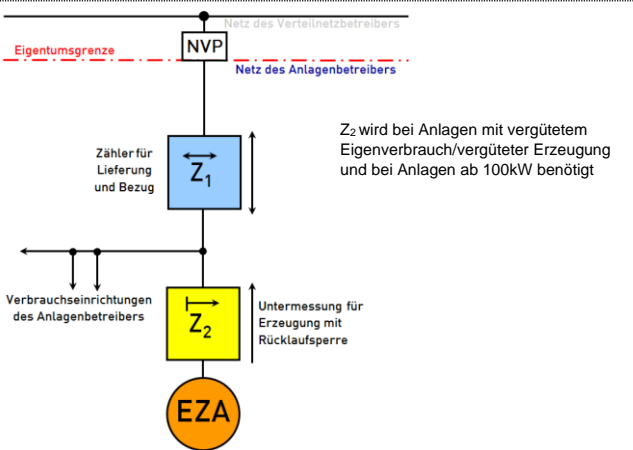 Netz des Verteilnetzbetreibers
NVP
Eigentumsgrenze
Netz des Anlagenbetreibers
Z₂ wird bei Anlagen mit vergütetem
Eigenverbrauch/vergüteter Erzeugung
und bei Anlagen ab 100kW benötigt
Zähler für
Lieferung
und Bezug
Z₁
Verbrauchseinrichtungen
des Anlagenbetreibers
Z₂
Untermessung für
Erzeugung mit
Rücklaufsperre
EZA